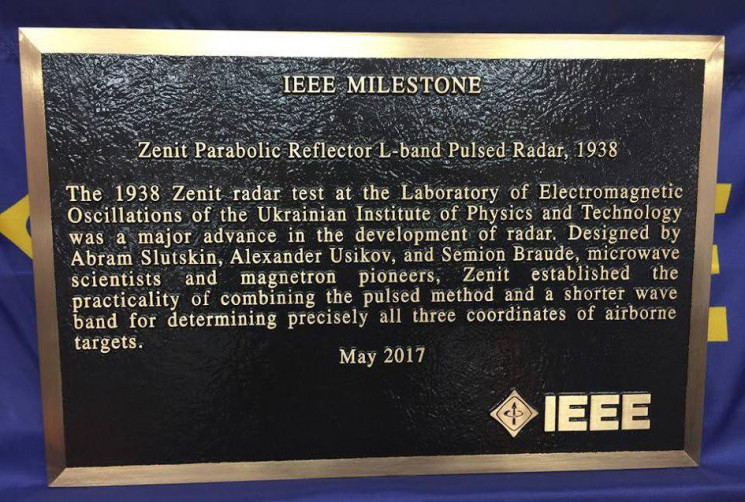 IEEE MILESTONE
Zenit Parabolic Reflector L-band Pulsed Radar, 1938
The 1938 Zenit radar test at the Laboratory of Electromagnetic
Oscillations of the Ukrainian Institute of Physics and Technology
was a major advance in the development of radar. Designed by
Abram Slutskin, Alexander Usikov, and Semion Braude, microwave
scientists and magnetron pioneers, Zenit established the
practicality of combining the pulsed method and a shorter wave
band for determining precisely all three coordinates of airborne
targets.
May 2017
IEEE